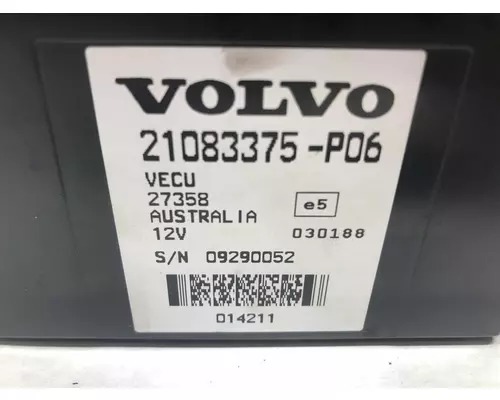 VOLVO
21083375-P06
VECU
27358
AUSTRALIA e5
12V 030188
S/N 09290052
014211